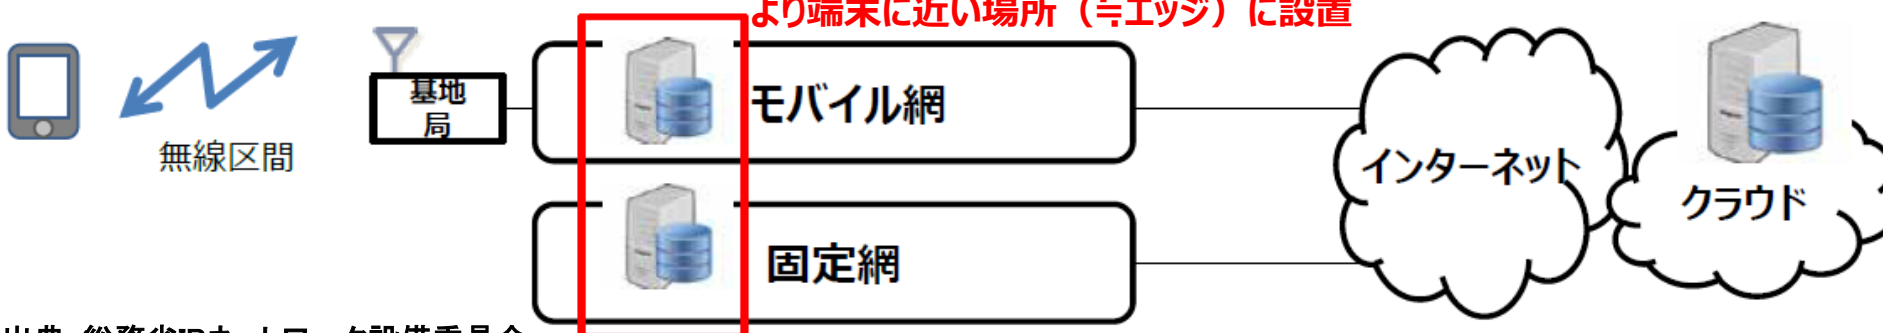 より端末に近い場所（≒エッジ）に設置
基地
局
モバイル網
無線区間
インターネット
クラウド
固定網